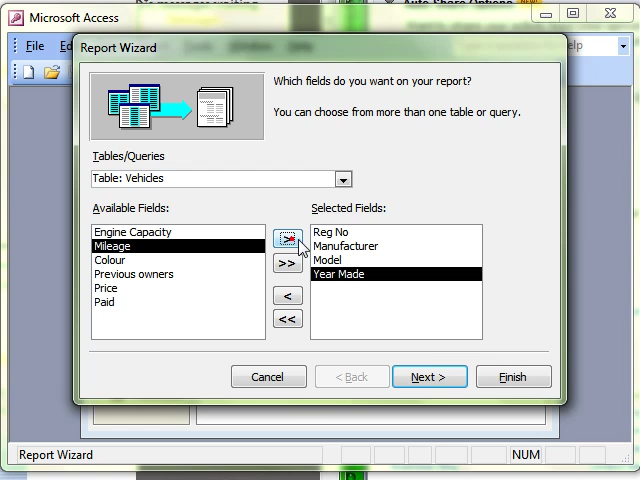 Microsoft Access
File
Report Wizard
Which fields do you want on your report?
You can choose from more than one table or query.
Tables/Queries
Table: Vehicles
Available Fields:
Selected Fields:
Engine Capacity
Mileage
Colour
Previous owners
Price
Paid
>
>>
<
<<
Reg No
Manufacturer
Model
Year Made
Cancel
< Back
Next >
Finish
Report Wizard
NUM